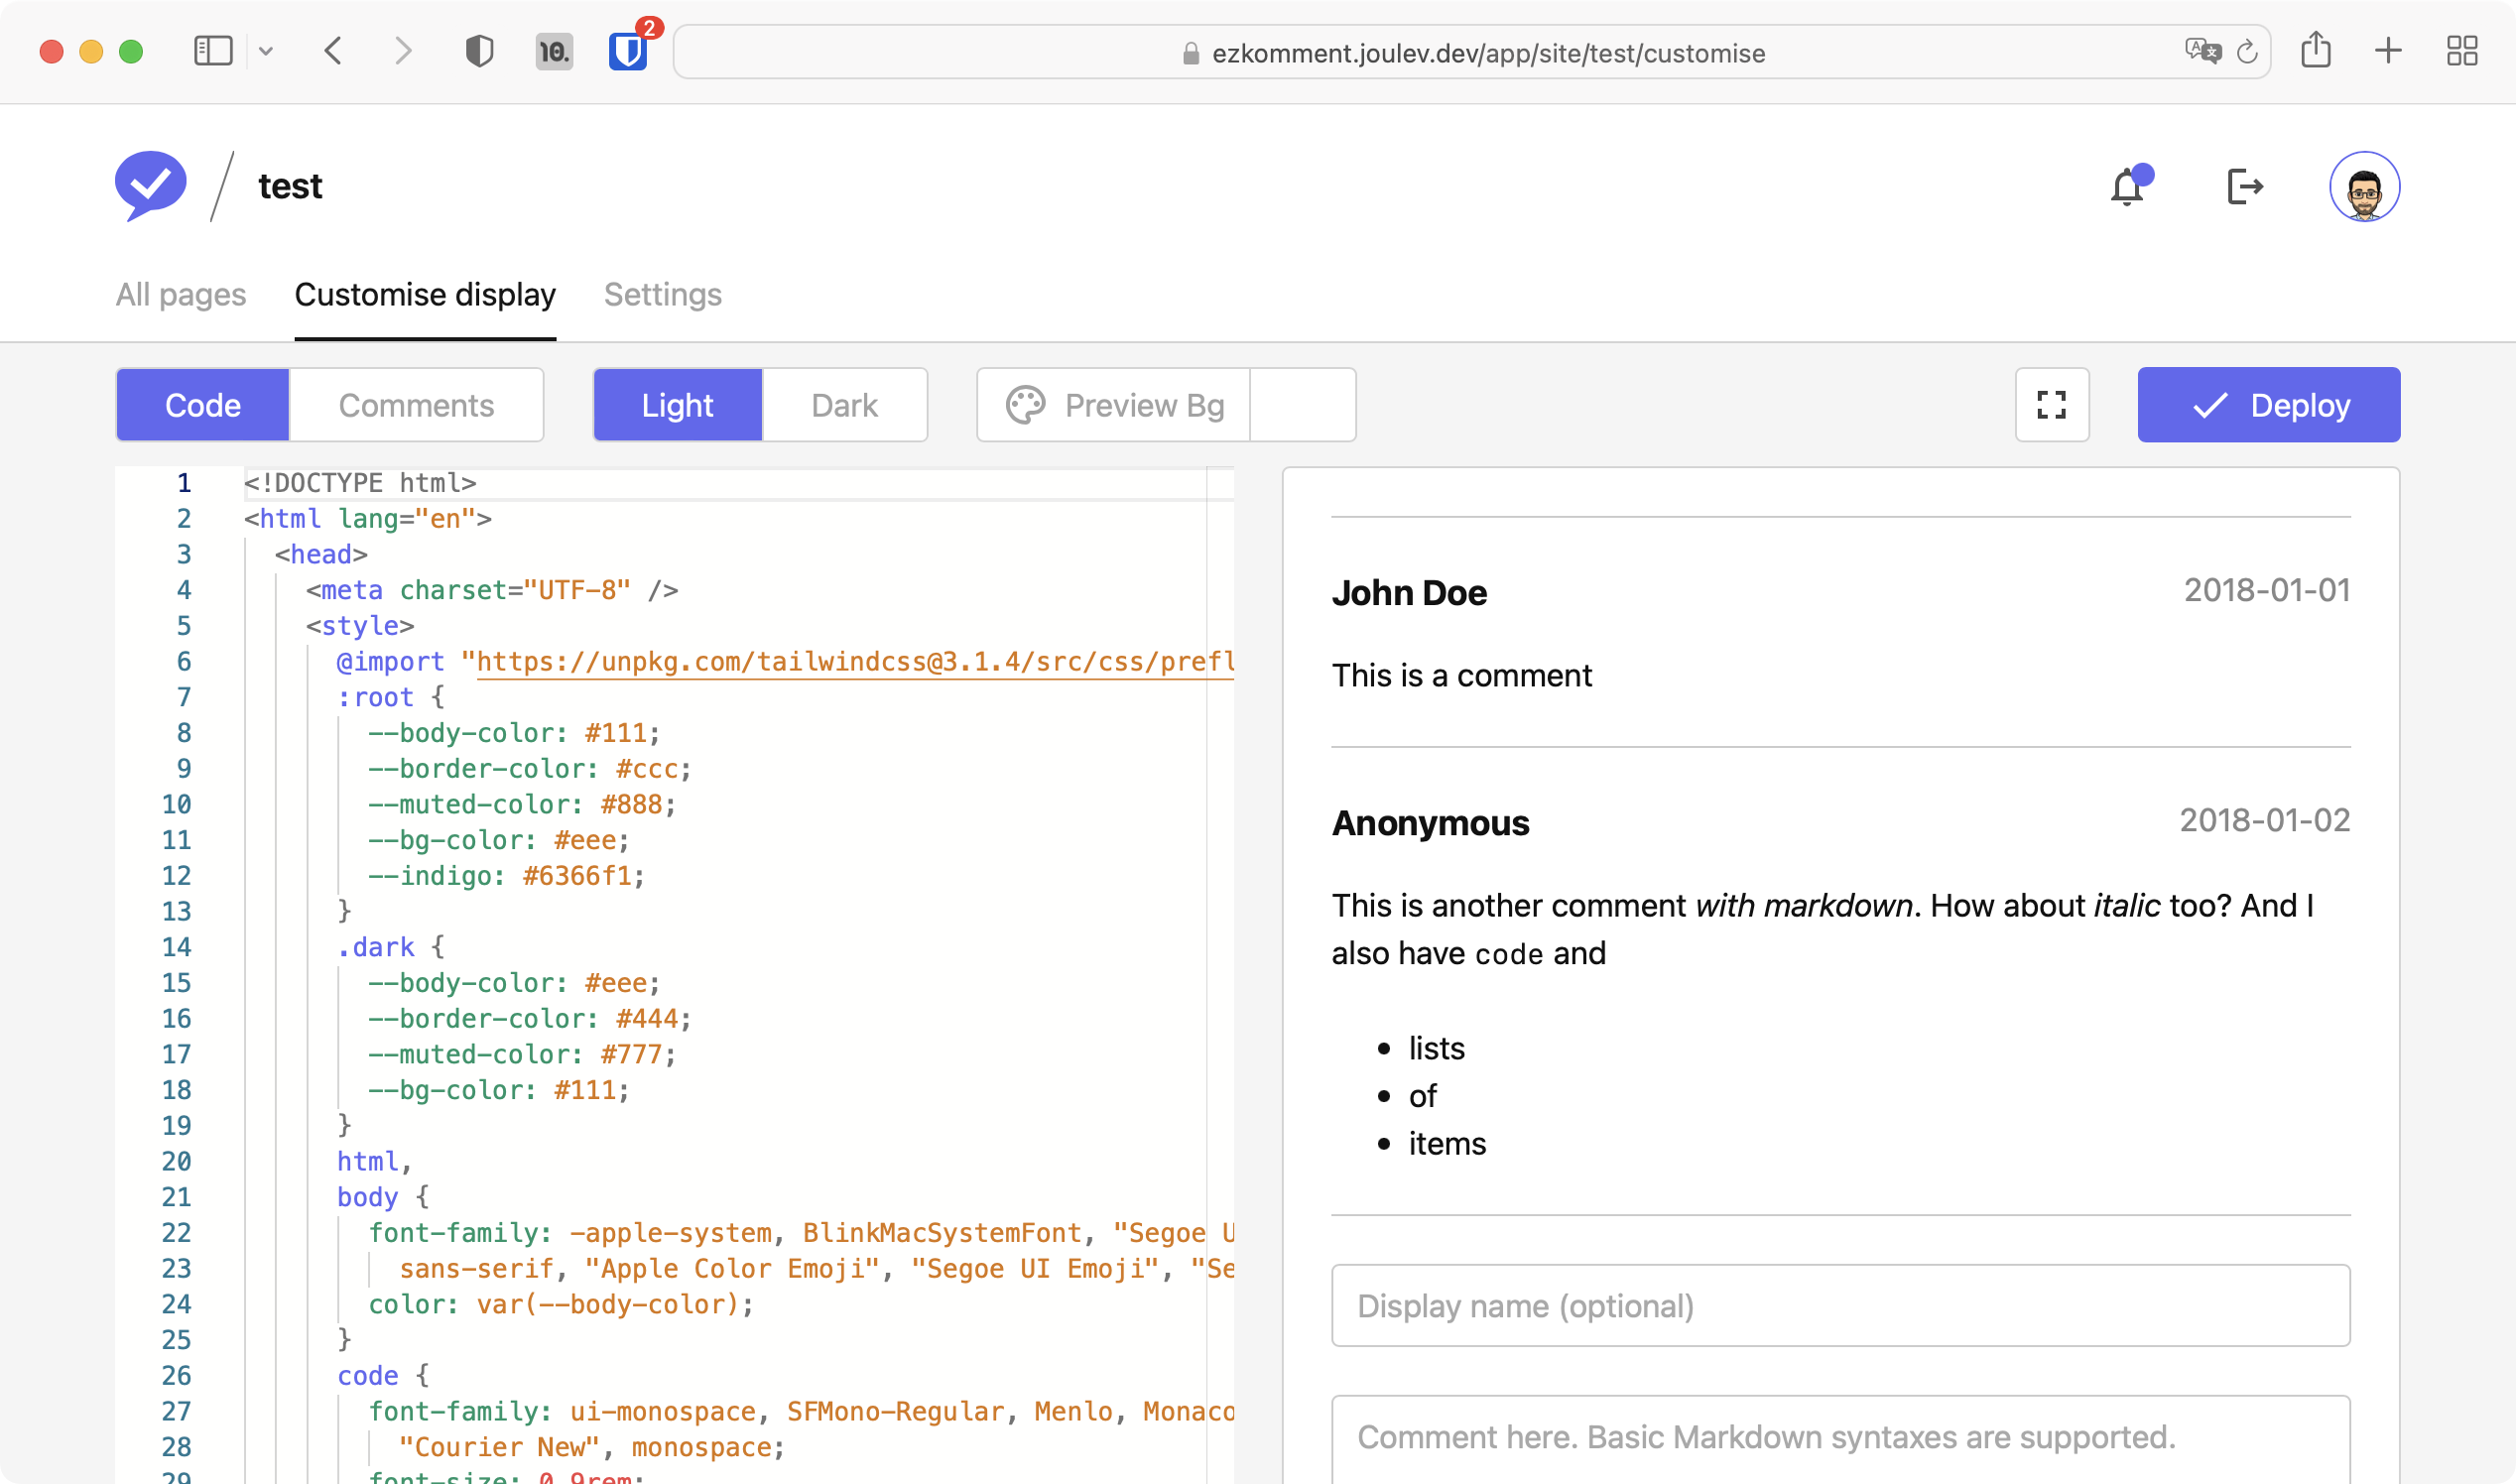 10.
2
ezkomment.joulev.dev/app/site/test/customise
test
All pages
Customise display
Settings
Code
Comments
Light
Dark
Preview Bg
Deploy
1 <!DOCTYPE html>
2 <html lang="en">
3 <head>
4 <meta charset="UTF-8" />
5 <style>
6 @import "https://unpkg.com/tailwindcss@3.1.4/src/css/prefl
7 :root {
8 --body-color: #111;
9 --border-color: #ccc;
10 --muted-color: #888;
11 --bg-color: #eee;
12 --indigo: #6366f1;
13 }
14 .dark {
15 --body-color: #eee;
16 --border-color: #444;
17 --muted-color: #777;
18 --bg-color: #111;
19 }
20 html,
21 body {
22 font-family: -apple-system, BlinkMacSystemFont, "Segoe U
23 sans-serif, "Apple Color Emoji", "Segoe UI Emoji", "Se
24 color: var(--body-color);
25 }
26 code {
27 font-family: ui-monospace, SFMono-Regular, Menlo, Monaco
28 "Courier New", monospace;
29 font-size: 0.9rem;
John Doe
2018-01-01
This is a comment
Anonymous
2018-01-02
This is another comment with markdown. How about italic too? And I
also have code and
• lists
• of
• items
Display name (optional)
Comment here. Basic Markdown syntaxes are supported.